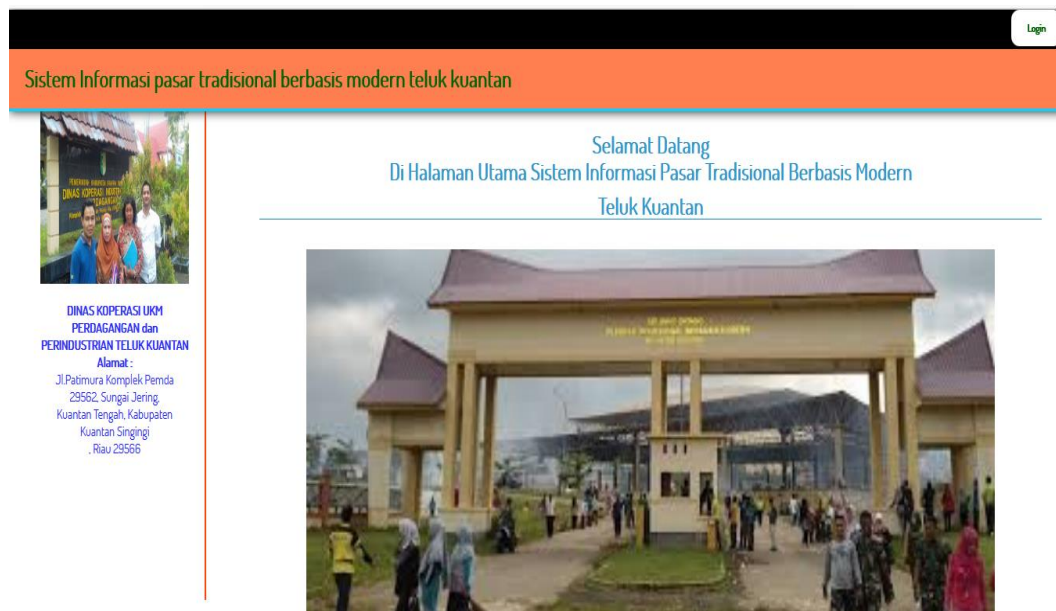 Login
Sistem Informasi pasar tradisional berbasis modern teluk kuantan
DINAS KOPERASI
Selamat Datang
Di Halaman Utama Sistem Informasi Pasar Tradisional Berbasis Modern
Teluk Kuantan
DINAS KOPERASI UKM
PERDAGANGAN dan
PERINDUSTRIAN TELUK KUANTAN
Alamat :
Jl.Patimura Komplek Pemda
29562, Sungai Jering,
Kuantan Tengah, Kabupaten
Kuantan Singingi
, Riau 29566